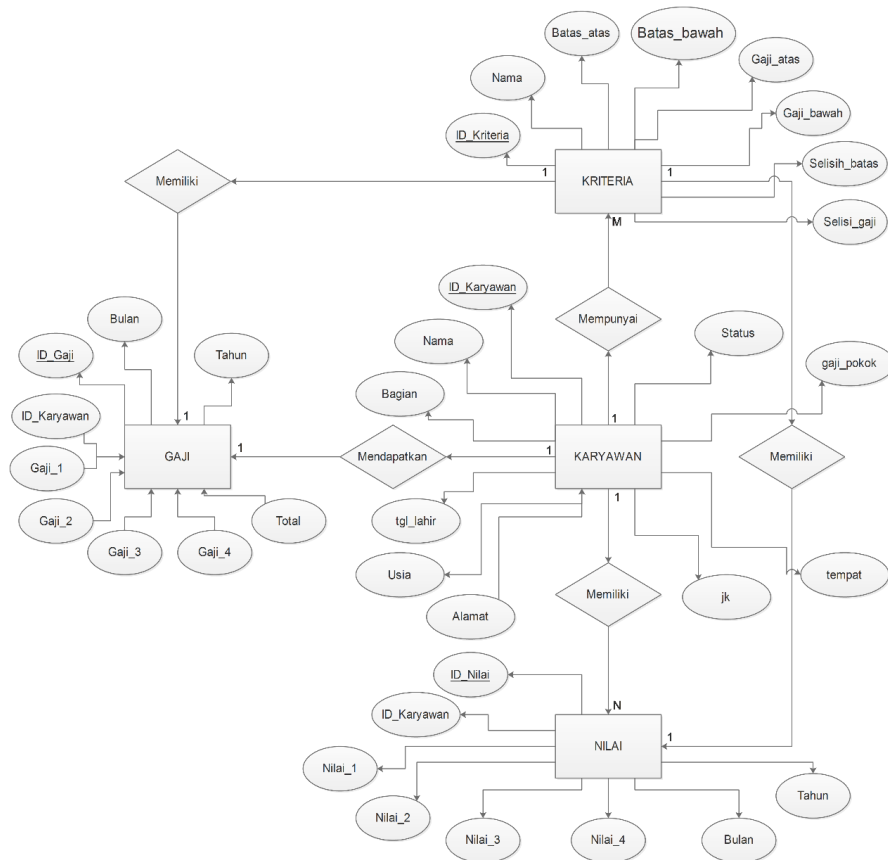 Batas_atas
Batas_bawah
Gaji_atas
Nama
Gaji_bawah
ID_Kriteria
1
KRITERIA
1
Selisih_batas
Memiliki
1
1
M
Selisi_gaji
ID_Karyawan
Mempunyai
Bulan
Status
ID_Gaji
Tahun
Nama
gaji_pokok
ID_Karyawan
Bagian
1
1
GAJI
1
Mendapatkan
1
KARYAWAN
Memiliki
Gaji_1
1
Gaji_2
Total
tgl_lahir
Gaji_3
Gaji_4
Usia
tempat
Alamat
Memiliki
jk
ID_Nilai
N
ID_Karyawan
NILAI
1
Nilai_1
Tahun
Nilai_2
Nilai_3
Nilai_4
Bulan